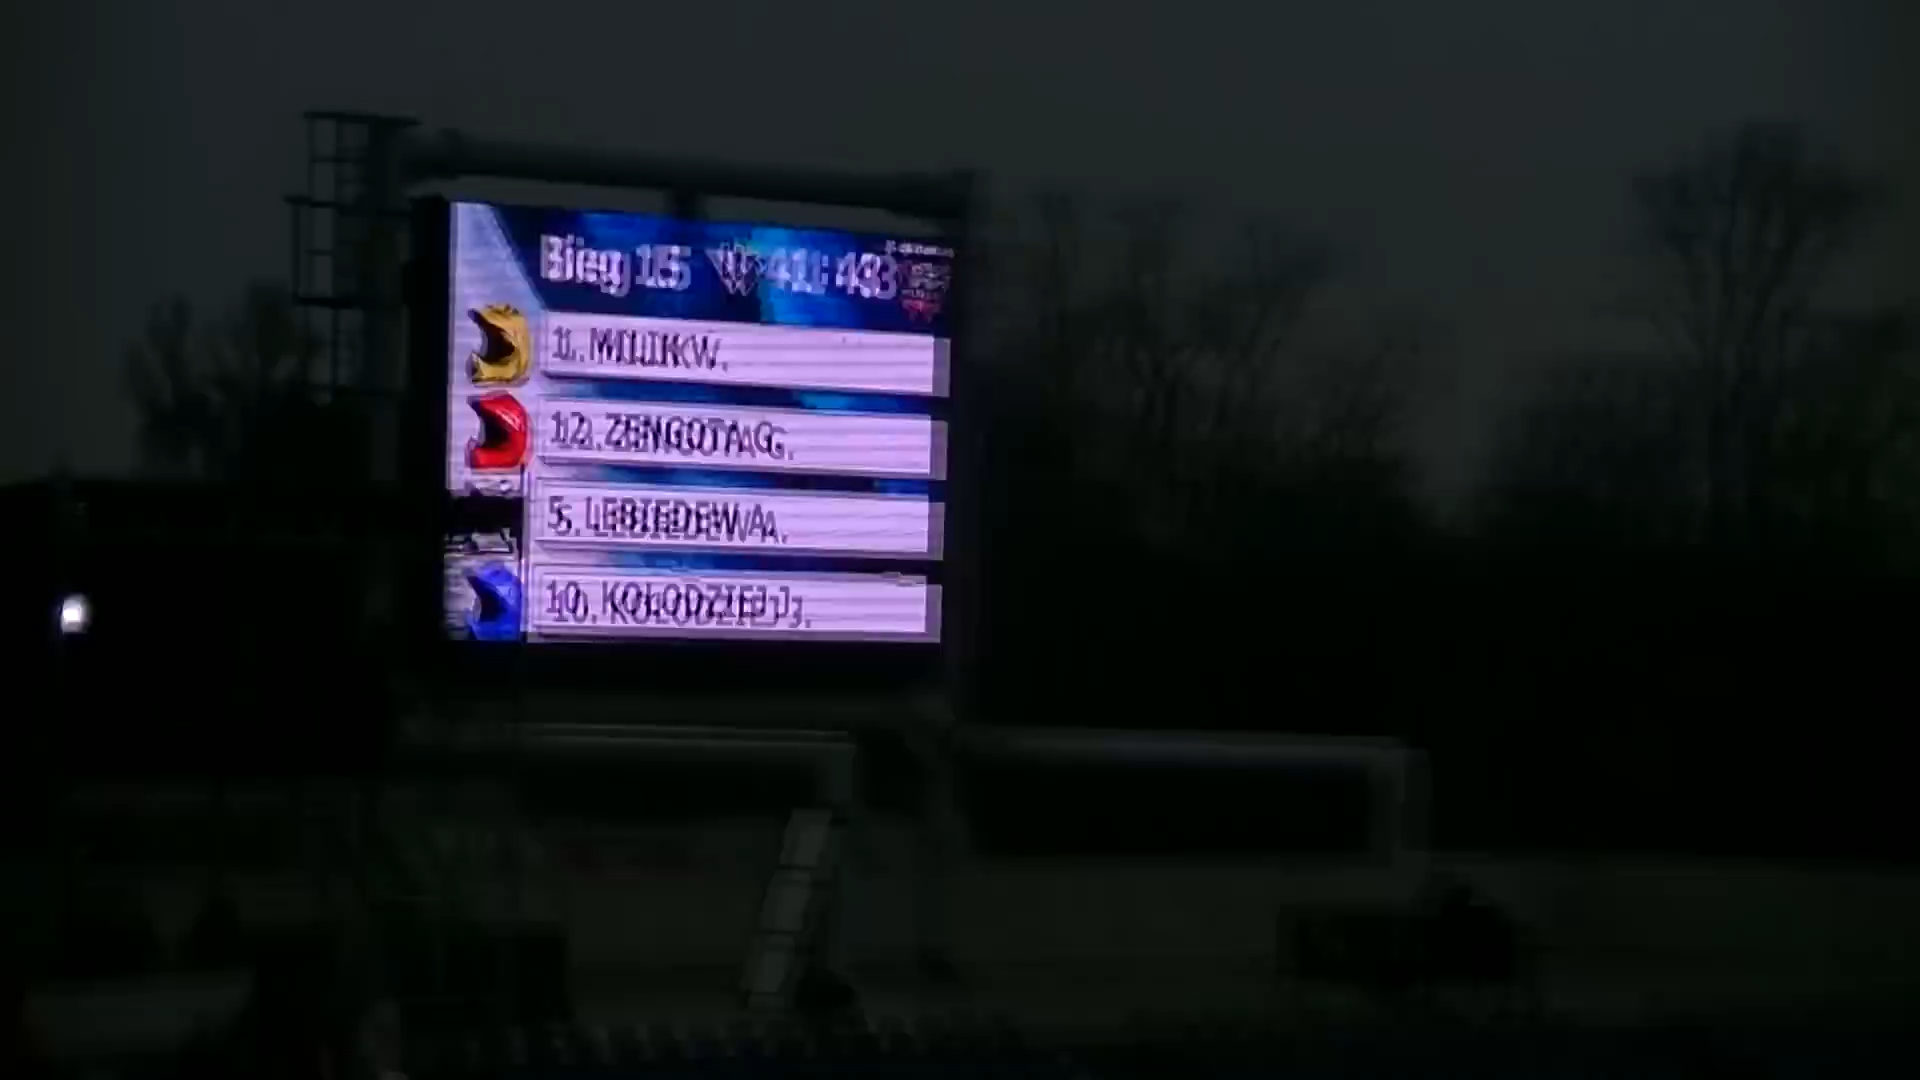 Bieg 15
1. MILIK W.
12. ZENGOTA G.
5. LEBIEDEW A.
10. KOŁODZIEJ J.